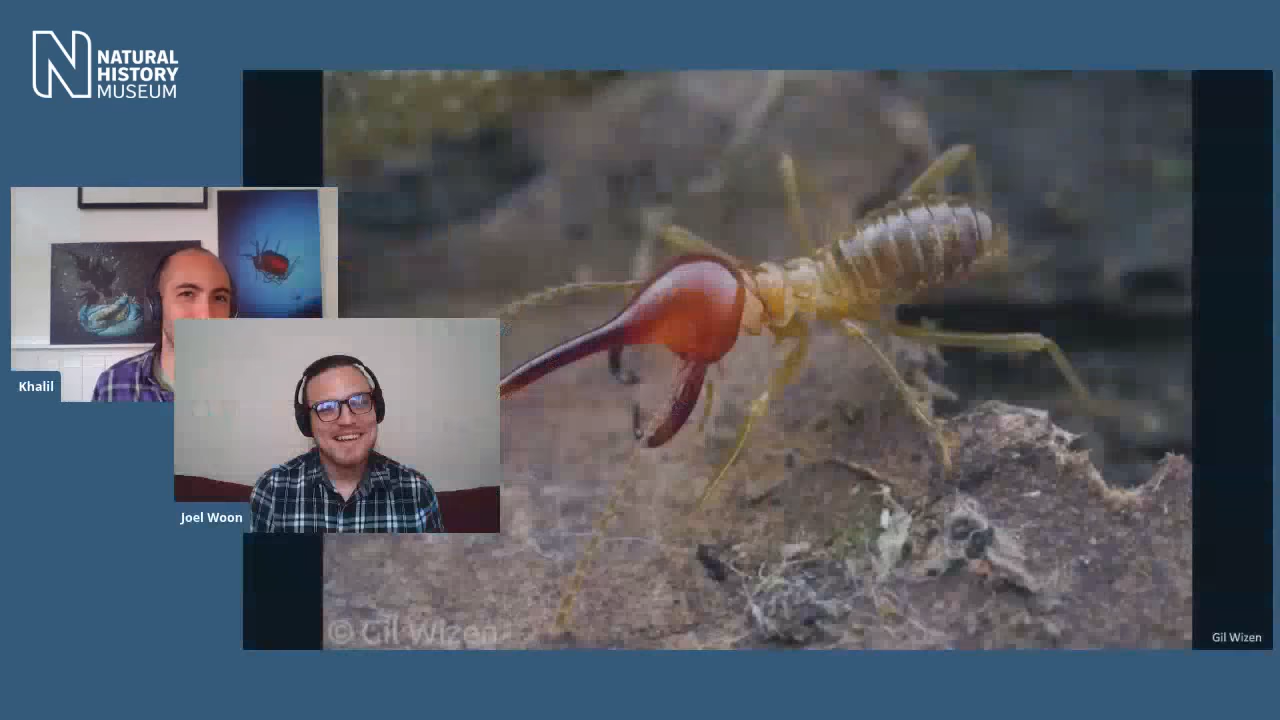 NATURAL
HISTORY
MUSEUM
Khalil
Joel Woon
© Gil Wizen
Gil Wizen